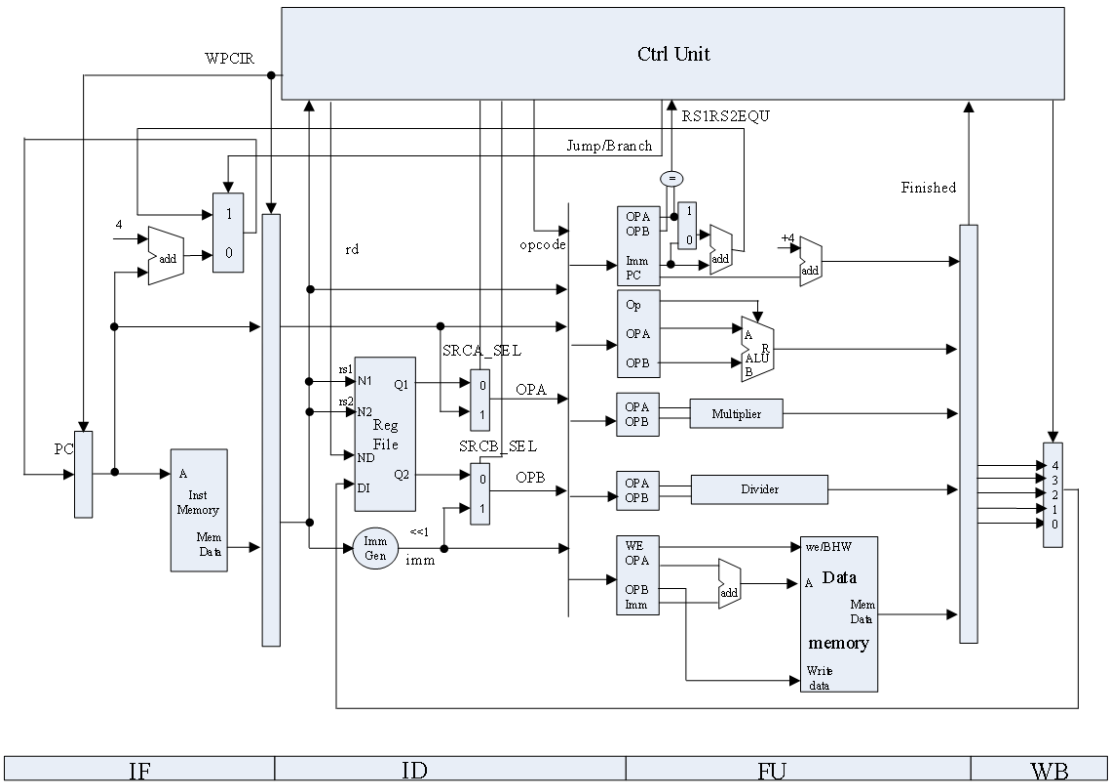 Ctrl Unit
WPCIR
RS1RS2EQU
Jump/Branch
Finished
4
add
1
0
rd
opcode
OPA
OPB
Imm
PC
=
1
0
add
+4
add
Op
OPA
OPB
A
R
ALU
B
SRCA_SEL
rs1
N1
rs2
N2
Reg
File
ND
DI
Q1
Q2
0
1
OPA
SRCB_SEL
0
1
OPB
OPA
OPB
Multiplier
OPA
OPB
Divider
PC
A
Inst
Memory
Mem
Data
Imm
Gen
<<1
imm
WE
OPA
OPB
Imm
add
we/BHW
A
Data
Mem
Data
memory
Write
data
4
3
2
1
0
IF
ID
FU
WB